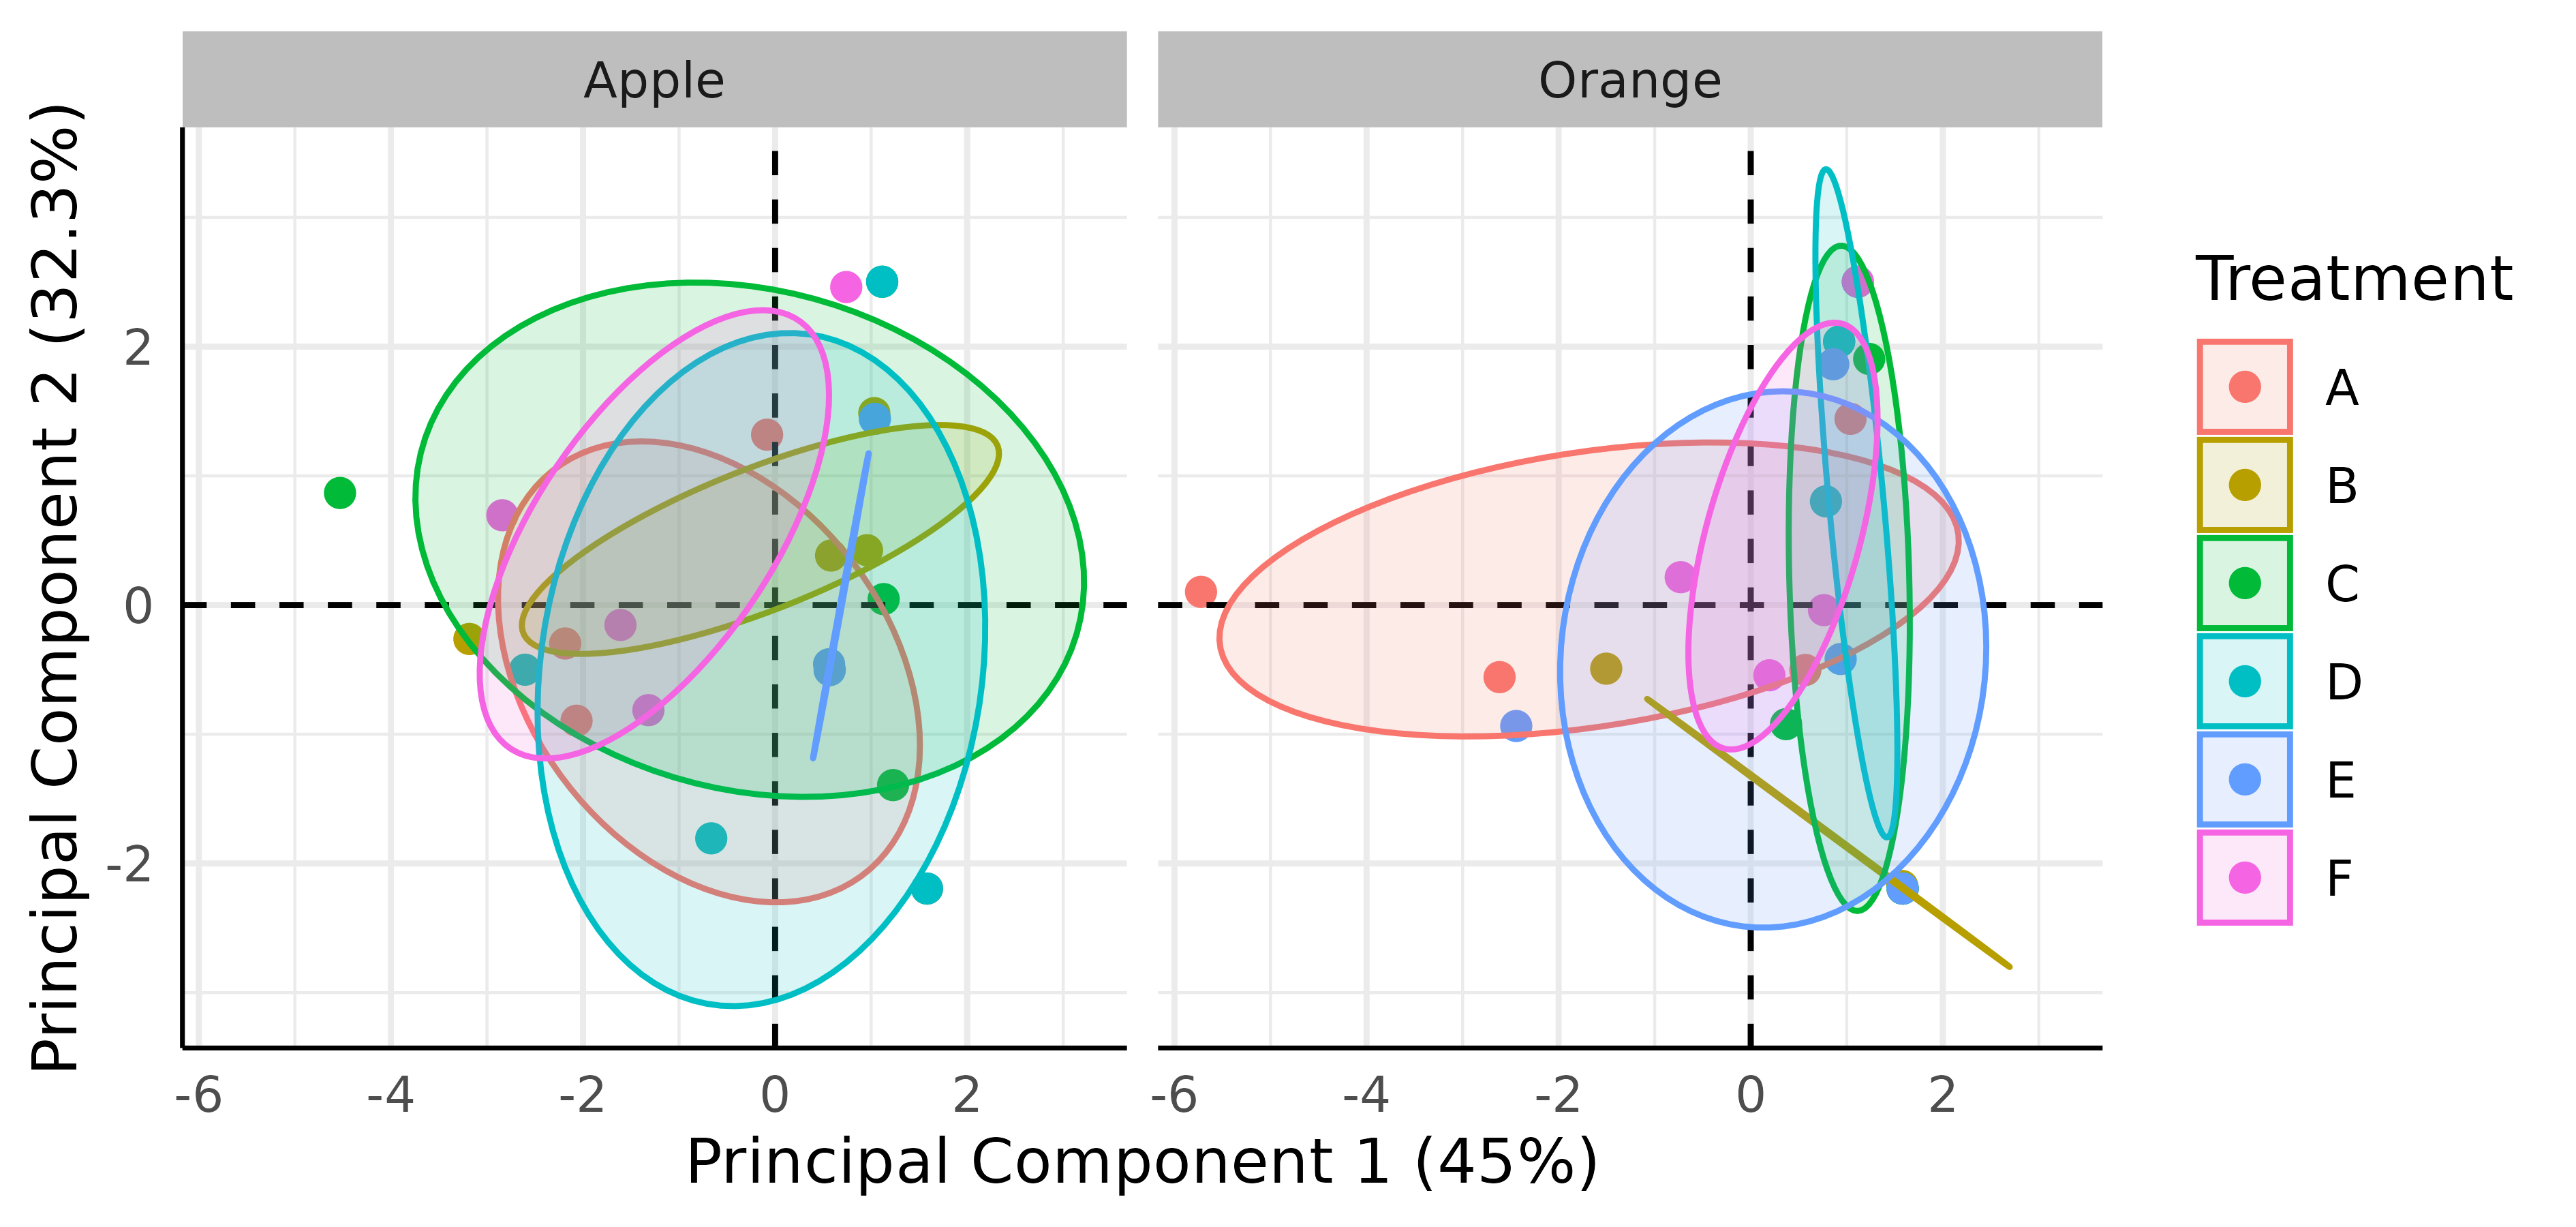 Apple
Orange
Principal Component 2 (32.3%)
2
0
-2
-6
-4
-2
0
2
-6
-4
-2
0
2
Principal Component 1 (45%)
Treatment
A
B
C
D
E
F